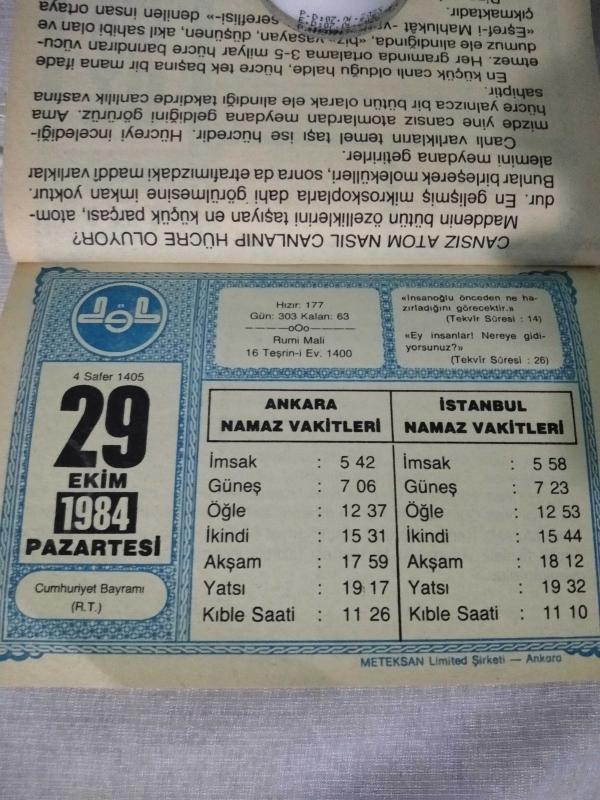 CANSIZ ATOM NASIL CANLANIP HÜCRE OLUYOR?
Maddenin bütün özelliklerini taşıyan en küçük parçası, atom-
dur. En gelişmiş mikroskoplarla dahi görülmesine imkan yoktur.
Bunlar birleşerek molekülleri, sonra da etrafımızdaki maddî varlıklar
alemini meydana getirirler.
Canlı varlıkların temel taşı ise hücredir. Hücreyi incelediği-
mizde yine cansız atomlardan meydana geldiğini görürüz. Ama
hücre yalnızca bir bütün olarak ele alındığı takdirde canlılık vasfına
sahiptir.
En küçük canlı olduğu halde, hücre tek başına bir mana ifade
etmez. Her gramında ortalama 3-5 milyar hücre barındıran vücu-
dumuz ele alındığında, «biz» yaşayan, düşünen, akıl sahibi olan ve
«Eşref-i Mahlûkat» denilen insan ortaya
çıkmaktadır.
4 Safer 1405
29
EKİM
1984
PAZARTESİ
Cumhuriyet Bayramı
(R.T.)
Hızır: 177
Gün: 303 Kalan: 63
———oOo———
Rumi Mali
16 Teşrin-i Ev. 1400
«İnsanoğlu önceden ne ha-
zırladığını görecektir.»
(Tekvîr Sûresi : 14)
«Ey insanlar! Nereye gidi-
yorsunuz?»
(Tekvîr Sûresi : 26)
ANKARA
NAMAZ VAKİTLERİ
İmsak : 5 42
Güneş : 7 06
Öğle : 12 37
İkindi : 15 31
Akşam : 17 59
Yatsı : 19 17
Kıble Saati : 11 26
İSTANBUL
NAMAZ VAKİTLERİ
İmsak : 5 58
Güneş : 7 23
Öğle : 12 53
İkindi : 15 44
Akşam : 18 12
Yatsı : 19 32
Kıble Saati : 11 10
METEKSAN Limited Şirketi — Ankara